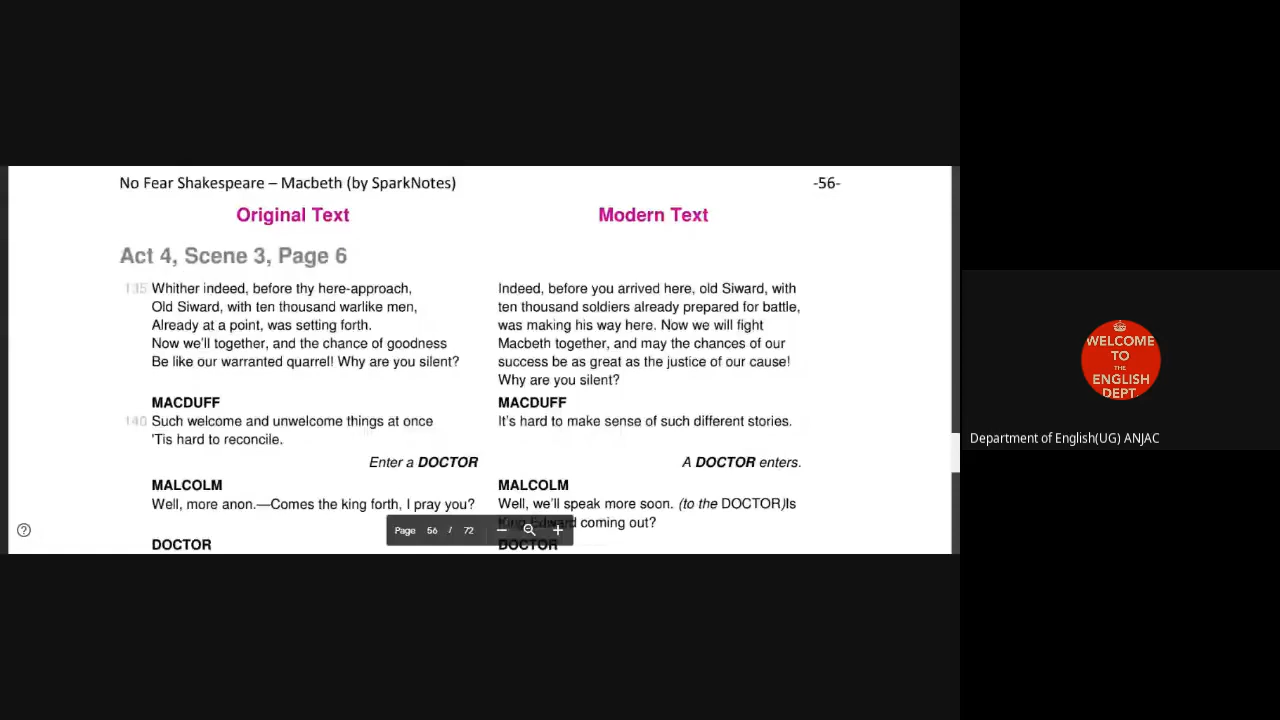 No Fear Shakespeare – Macbeth (by SparkNotes)
-56-
Original Text
Modern Text
Act 4, Scene 3, Page 6
135 Whither indeed, before thy here-approach,
Old Siward, with ten thousand warlike men,
Already at a point, was setting forth.
Now we'll together, and the chance of goodness
Be like our warranted quarrel! Why are you silent?
MACDUFF
140 Such welcome and unwelcome things at once
'Tis hard to reconcile.
Enter a DOCTOR
MALCOLM
Well, more anon.—Comes the king forth, I pray you?
DOCTOR
Indeed, before you arrived here, old Siward, with
ten thousand soldiers already prepared for battle,
was making his way here. Now we will fight
Macbeth together, and may the chances of our
success be as great as the justice of our cause!
Why are you silent?
MACDUFF
It's hard to make sense of such different stories.
A DOCTOR enters.
MALCOLM
Well, we'll speak more soon. (to the DOCTOR)Is
King Edward coming out?
DOCTOR
Page 56 / 72
WELCOME
TO
THE
ENGLISH
DEPT.
Department of English(UG) ANJAC